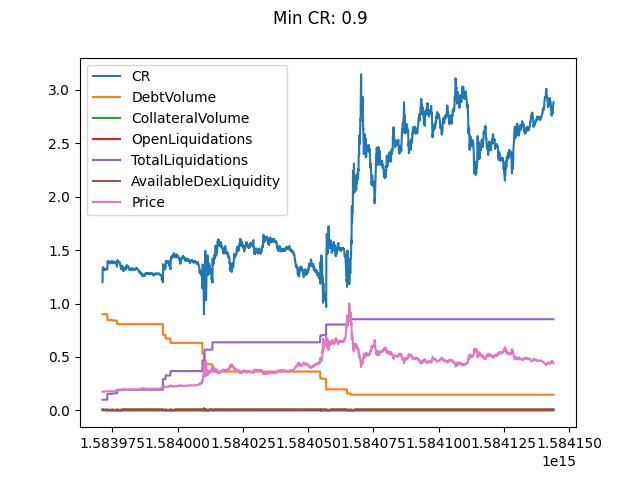 Min CR: 0.9
CR
DebtVolume
CollateralVolume
OpenLiquidations
TotalLiquidations
AvailableDexLiquidity
Price
3.0
2.5
2.0
1.5
1.0
0.5
0.0
1.583975 1.584000 1.584025 1.584050 1.584075 1.584100 1.584125 1.584150
1e15